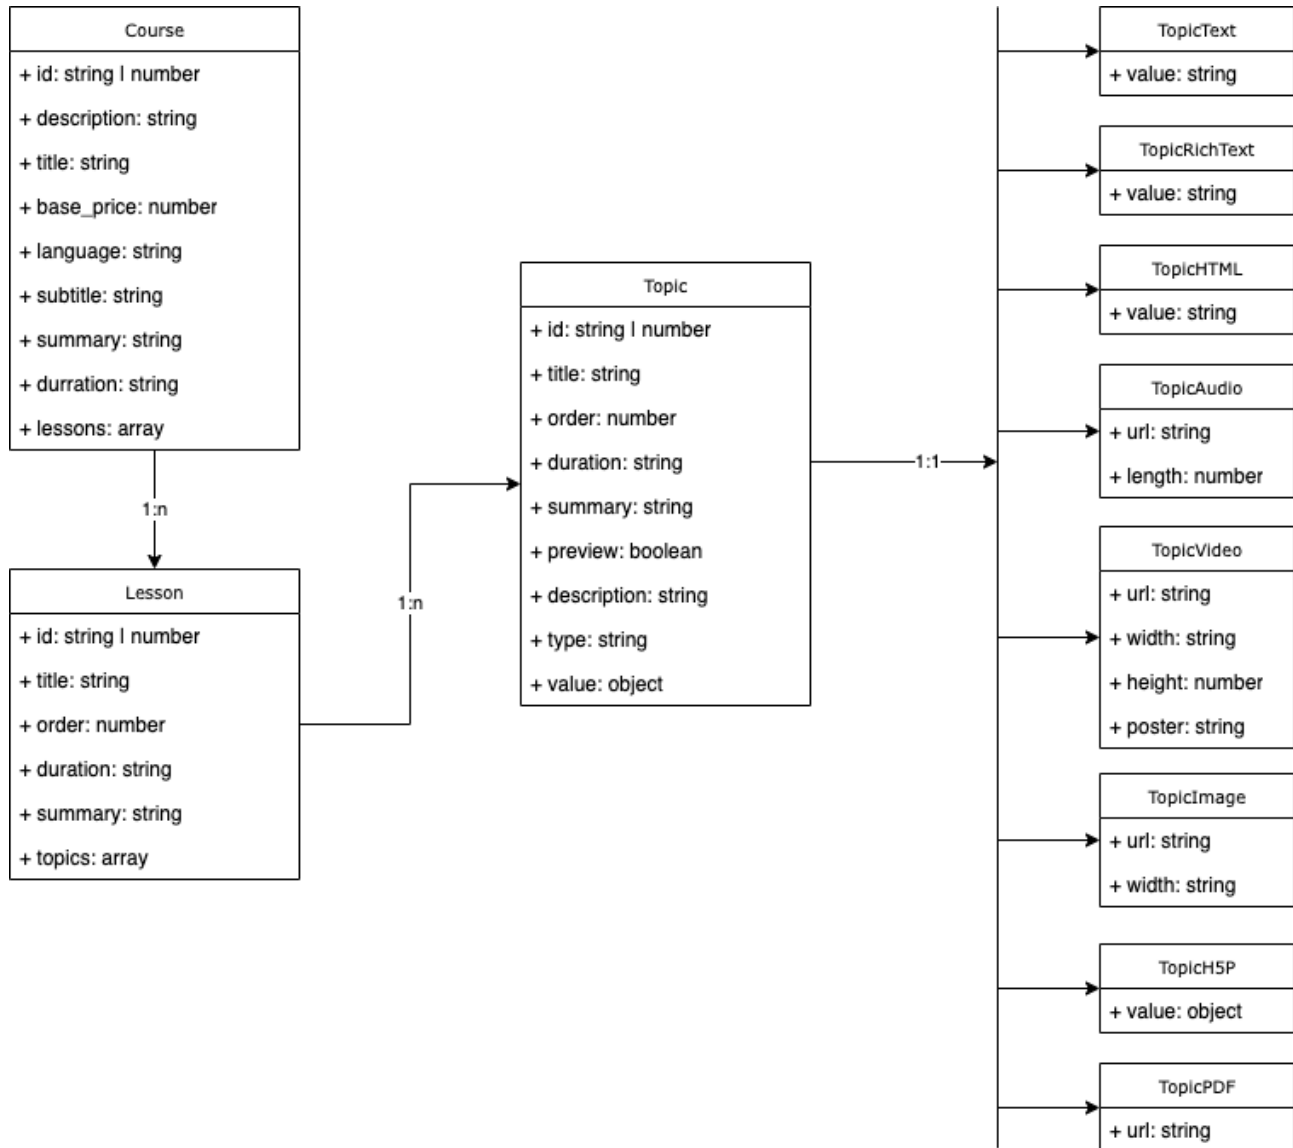 Course
+ id: string | number
+ description: string
+ title: string
+ base_price: number
+ language: string
+ subtitle: string
+ summary: string
+ durration: string
+ lessons: array
1:n
Lesson
+ id: string | number
+ title: string
+ order: number
+ duration: string
+ summary: string
+ topics: array
1:n
Topic
+ id: string | number
+ title: string
+ order: number
+ duration: string
+ summary: string
+ preview: boolean
+ description: string
+ type: string
+ value: object
1:1
TopicText
+ value: string
TopicRichText
+ value: string
TopicHTML
+ value: string
TopicAudio
+ url: string
+ length: number
TopicVideo
+ url: string
+ width: string
+ height: number
+ poster: string
TopicImage
+ url: string
+ width: string
TopicH5P
+ value: object
TopicPDF
+ url: string